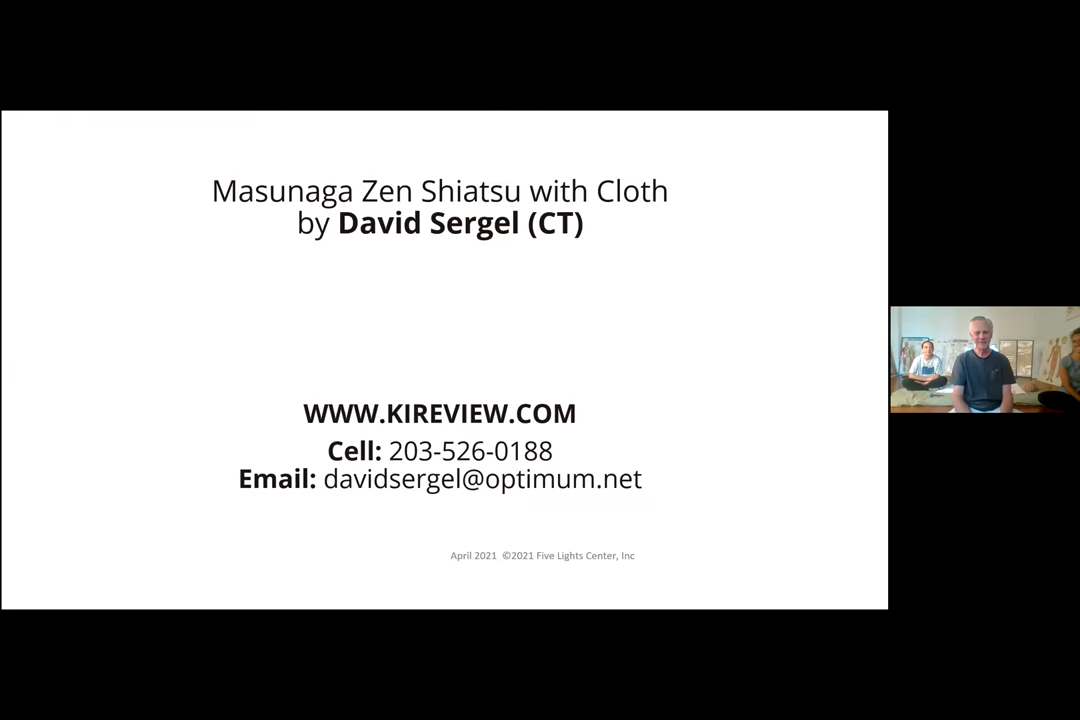 Masunaga Zen Shiatsu with Cloth
by David Sergel (CT)
WWW.KIREVIEW.COM
Cell: 203-526-0188
Email: davidsergel@optimum.net
April 2021 ©2021 Five Lights Center, Inc